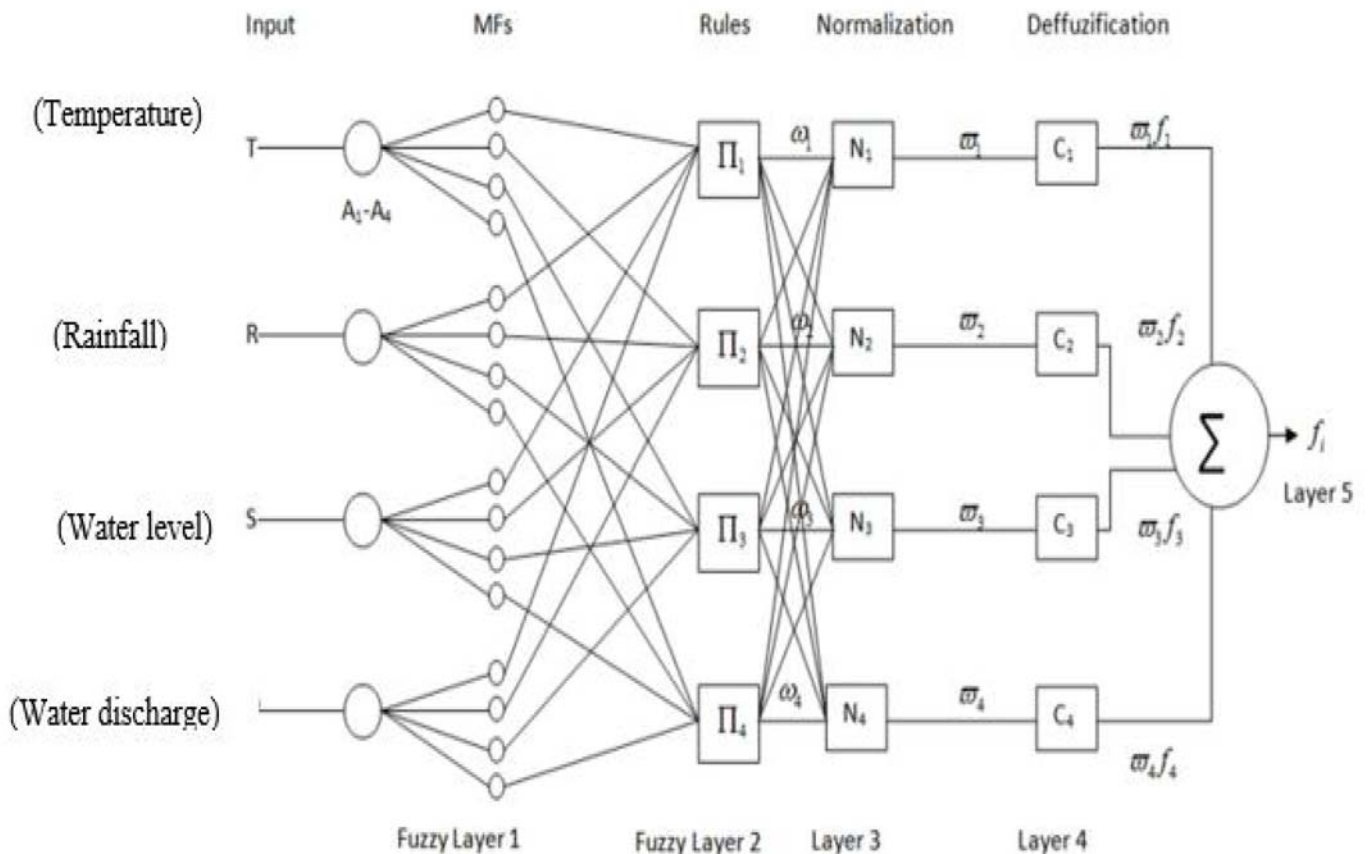 Input MFs Rules Normalization Deffuzification
(Temperature)
T
A₁-A₄
Π₁
ω₁
N₁
ϖ₁
C₁
ϖ₁f₁
(Rainfall)
R
Π₂
ω₂
N₂
ϖ₂
C₂
ϖ₂f₂
Σ
fᵢ
Layer 5
(Water level)
S
Π₃
ω₃
N₃
ϖ₃
C₃
ϖ₃f₃
(Water discharge)
Π₄
ω₄
N₄
ϖ₄
C₄
ϖ₄f₄
Fuzzy Layer 1 Fuzzy Layer 2 Layer 3 Layer 4